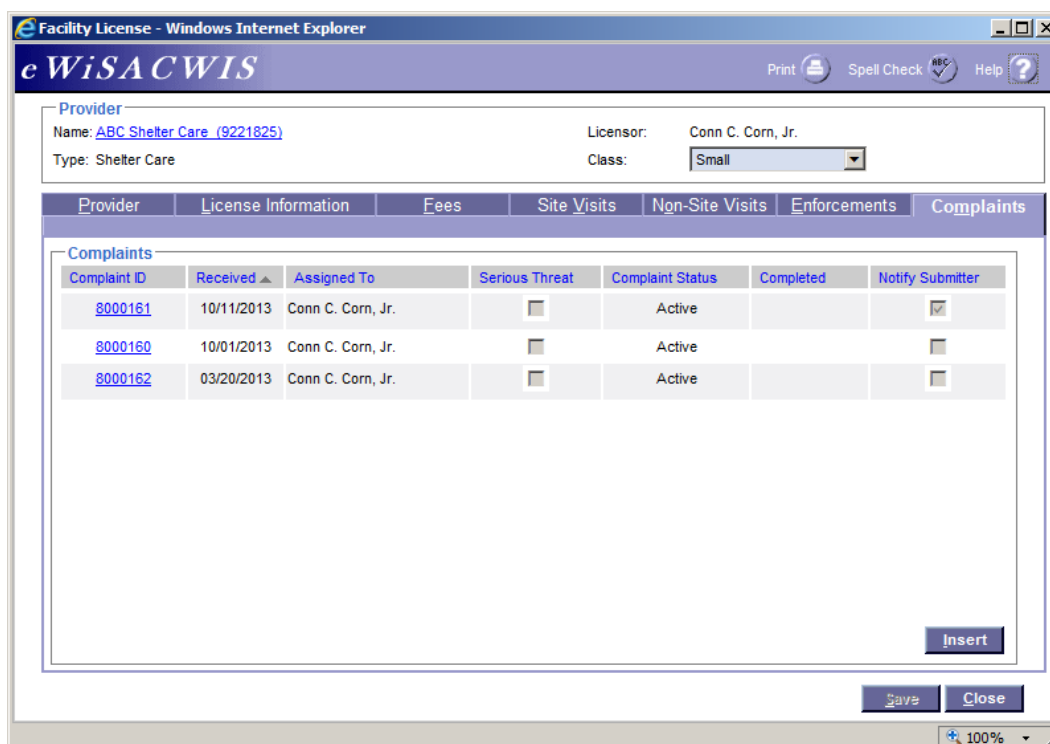 Facility License - Windows Internet Explorer
eWiSACWIS
Print ABC Spell Check Help ?
Provider
Name: ABC Shelter Care (9221825) Licensor: Conn C. Corn, Jr.
Type: Shelter Care Class: Small
Provider License Information Fees Site Visits Non-Site Visits Enforcements Complaints
Complaints
Complaint ID Received Assigned To Serious Threat Complaint Status Completed Notify Submitter
8000161 10/11/2013 Conn C. Corn, Jr. Active
8000160 10/01/2013 Conn C. Corn, Jr. Active
8000162 03/20/2013 Conn C. Corn, Jr. Active
Insert
Save Close
100%